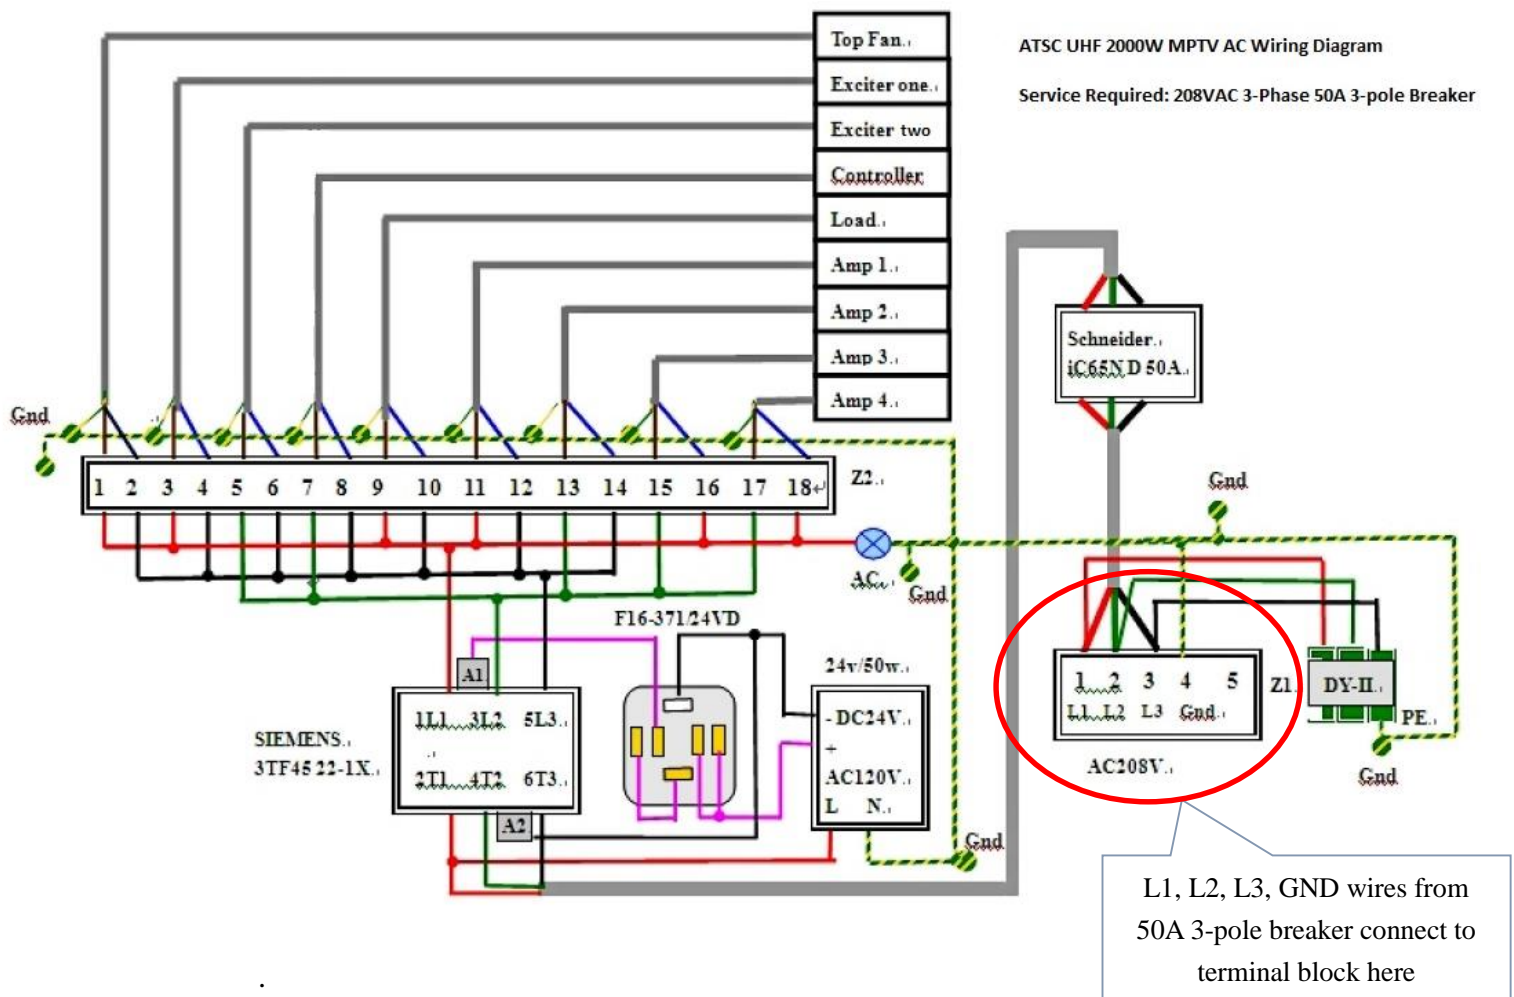 Top Fan.
Exciter one.
Exciter two
Controller
Load.
Amp 1.
Amp 2.
Amp 3.
Amp 4.
ATSC UHF 2000W MPTV AC Wiring Diagram
Service Required: 208VAC 3-Phase 50A 3-pole Breaker
Schneider.
iC65N D 50A.
Gnd
1 2 3 4 5 6 7 8 9 10 11 12 13 14 15 16 17 18
Z2.
Gnd
AC.
Gnd
F16-371/24VD
24v/50w.
A1
1L1 3L2 5L3.
2T1 4T2 6T3.
A2
SIEMENS.
3TF45 22-1X.
- DC24V.
+
AC120V.
L N.
Gnd
1 2 3 4 5
L1 L2 L3 Gnd.
Z1.
AC208V.
DY-II.
PE.
Gnd
L1, L2, L3, GND wires from
50A 3-pole breaker connect to
terminal block here
.